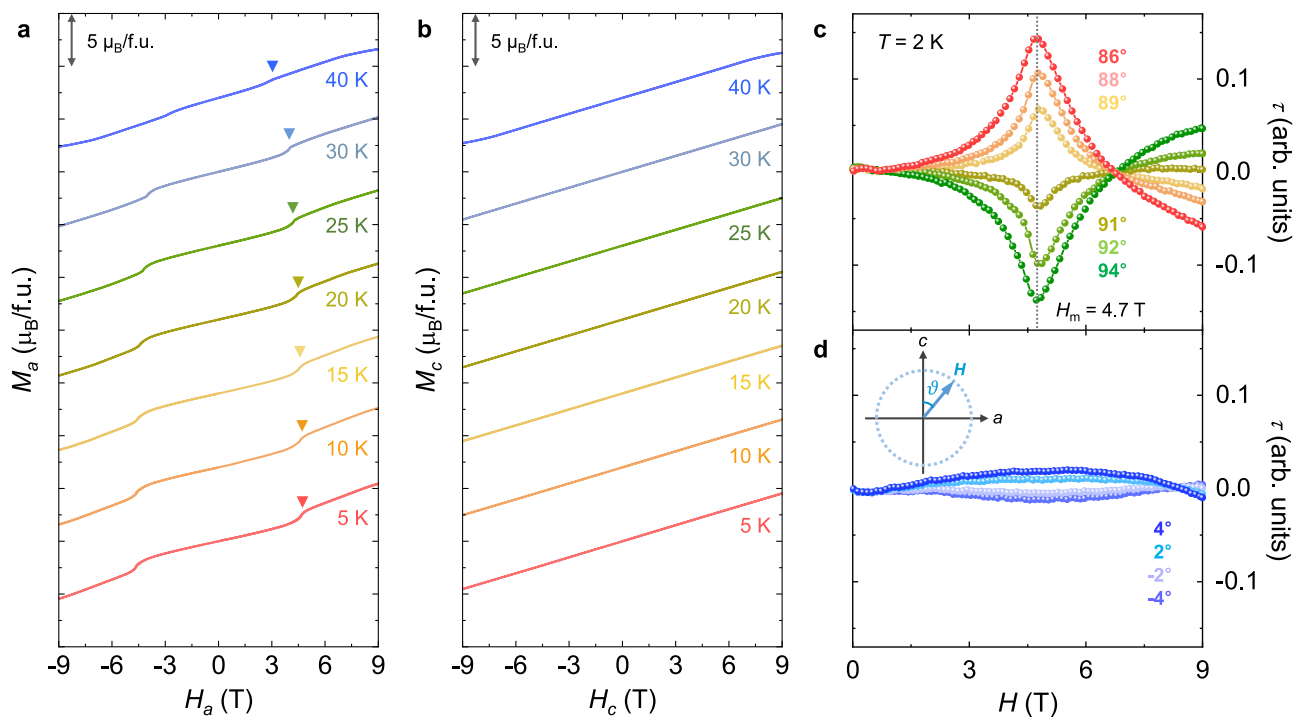 a
5 μB/f.u.
40 K
30 K
25 K
20 K
15 K
10 K
5 K
Ma (μB/f.u.)
-9 -6 -3 0 3 6 9
Ha (T)
b
5 μB/f.u.
40 K
30 K
25 K
20 K
15 K
10 K
5 K
Mc (μB/f.u.)
-9 -6 -3 0 3 6 9
Hc (T)
c
T = 2 K
86°
88°
89°
91°
92°
94°
Hm = 4.7 T
0.1
0.0
-0.1
τ (arb. units)
d
c
ϑ
H
a
4°
2°
-2°
-4°
0.1
0.0
-0.1
τ (arb. units)
0 3 6 9
H (T)